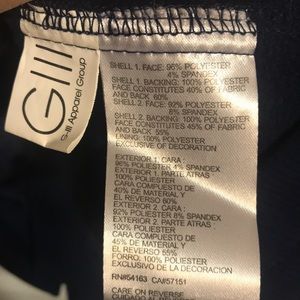 GIII
G-III Apparel Group
SHELL 1. FACE: 96% POLYESTER
4% SPANDEX
SHELL 1. BACKING: 100% POLYESTER
FACE CONSTITUTES 40% OF FABRIC
AND BACK. 60%
SHELL 2. FACE: 92% POLYESTER
8% SPANDEX
SHELL 2. BACKING: 100% POLYESTER
FACE CONSTITUTES 45% OF FABRIC
AND BACK 55%
LINING: 100% POLYESTER
EXCLUSIVE OF DECORATION
EXTERIOR 1. CARA :
96% POLIESTER 4% SPANDEX
EXTERIOR 1. PARTE ATRAS :
100% POLIESTER
CARA COMPUESTO DE
40% DE MATERIAL Y
EL REVERSO 60%
EXTERIOR 2. CARA :
92% POLIESTER 8% SPANDEX
EXTERIOR 2. PARTE ATRAS :
100% POLIESTER
CARA COMPUESTO DE
45% DE MATERIAL Y
EL REVERSO 55%
FORRO: 100% POLIESTER
EXCLUSIVO DE LA DECORACION
RN#54163 CA#57151
CARE ON REVERSE
CUIDADO AL